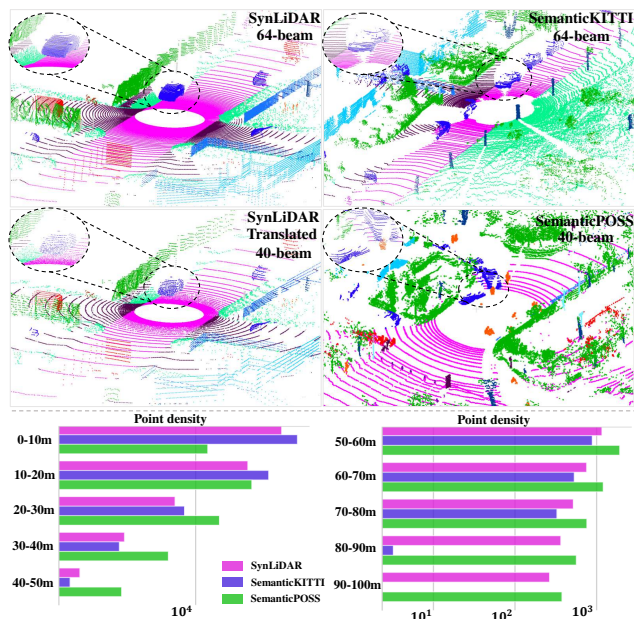 SynLiDAR
64-beam
SemanticKITTI
64-beam
SynLiDAR
Translated
40-beam
SemanticPOSS
40-beam
Point density
0-10m
10-20m
20-30m
30-40m
40-50m
10⁴
SynLiDAR
SemanticKITTI
SemanticPOSS
Point density
50-60m
60-70m
70-80m
80-90m
90-100m
10¹ 10² 10³